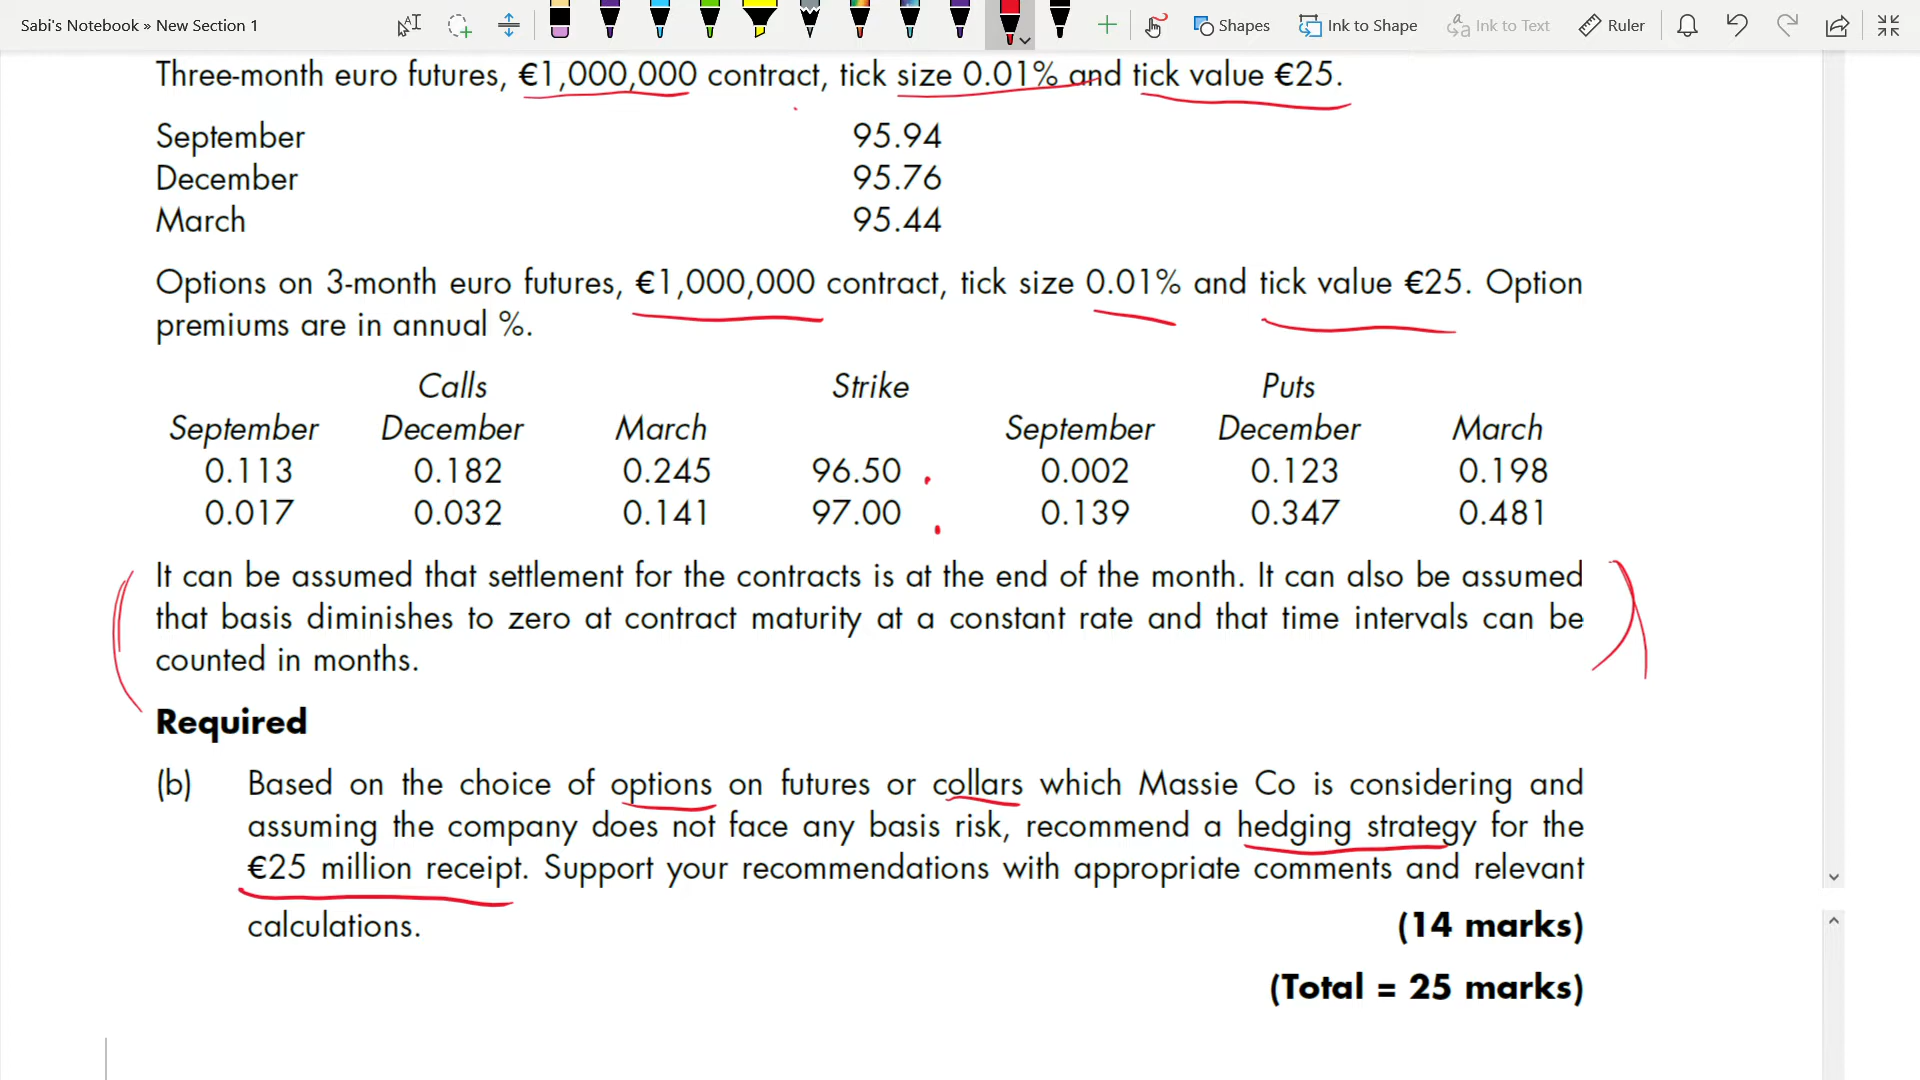 Sabi's Notebook » New Section 1
Shapes
Ink to Shape
Ink to Text
Ruler
Three-month euro futures, €1,000,000 contract, tick size 0.01% and tick value €25.
September 95.94
December 95.76
March 95.44
Options on 3-month euro futures, €1,000,000 contract, tick size 0.01% and tick value €25. Option
premiums are in annual %.
Calls Strike Puts
September December March September December March
0.113 0.182 0.245 96.50 0.002 0.123 0.198
0.017 0.032 0.141 97.00 0.139 0.347 0.481
It can be assumed that settlement for the contracts is at the end of the month. It can also be assumed
that basis diminishes to zero at contract maturity at a constant rate and that time intervals can be
counted in months.
Required
(b) Based on the choice of options on futures or collars which Massie Co is considering and
assuming the company does not face any basis risk, recommend a hedging strategy for the
€25 million receipt. Support your recommendations with appropriate comments and relevant
calculations. (14 marks)
(Total = 25 marks)